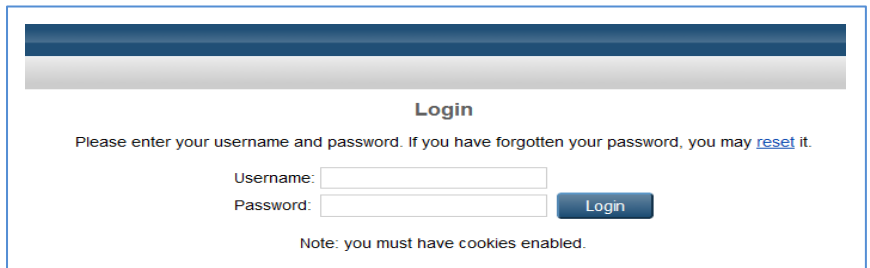 Login
Please enter your username and password. If you have forgotten your password, you may reset it.
Username:
Password:
Login
Note: you must have cookies enabled.